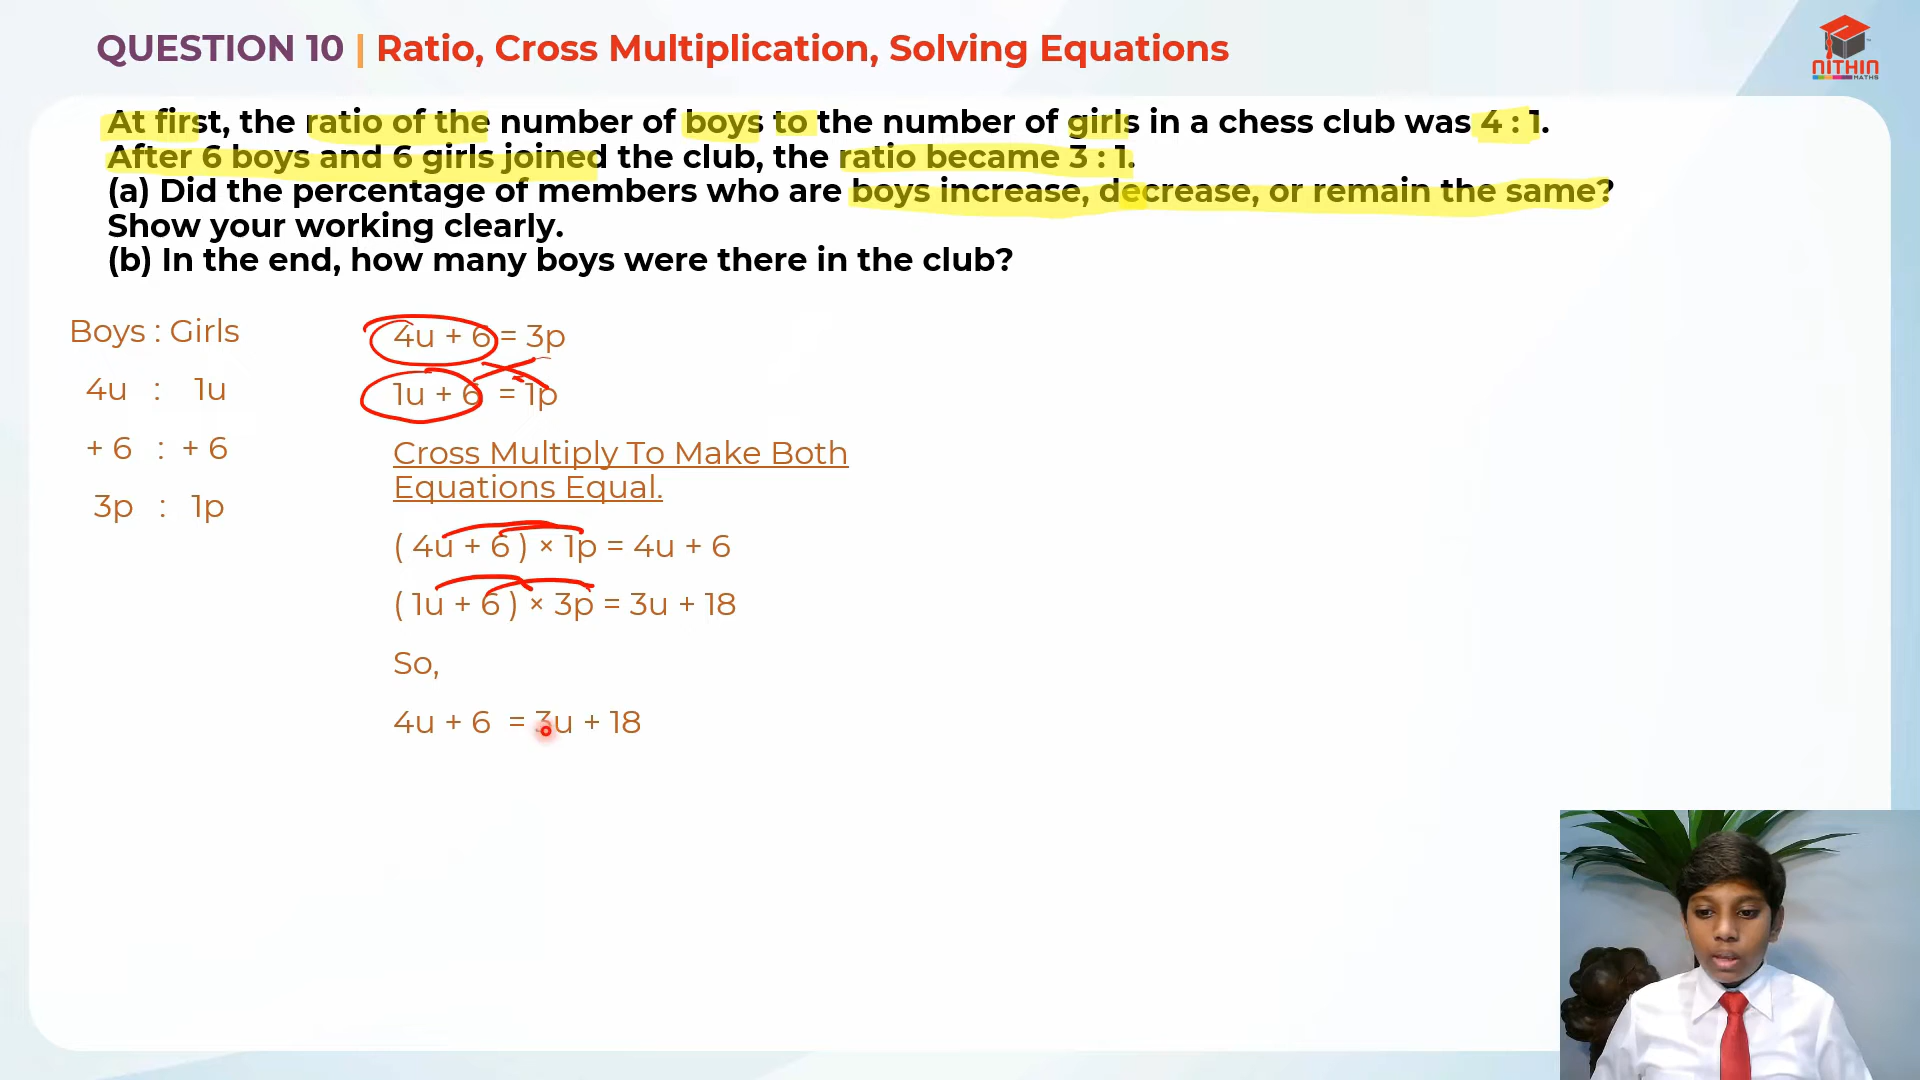 QUESTION 10 | Ratio, Cross Multiplication, Solving Equations
NITHIN
MATHS
At first, the ratio of the number of boys to the number of girls in a chess club was 4 : 1.
After 6 boys and 6 girls joined the club, the ratio became 3 : 1.
(a) Did the percentage of members who are boys increase, decrease, or remain the same?
Show your working clearly.
(b) In the end, how many boys were there in the club?
Boys : Girls
4u : 1u
+ 6 : + 6
3p : 1p
4u + 6 = 3p
1u + 6 = 1p
Cross Multiply To Make Both
Equations Equal.
( 4u + 6 ) × 1p = 4u + 6
( 1u + 6 ) × 3p = 3u + 18
So,
4u + 6 = 3u + 18